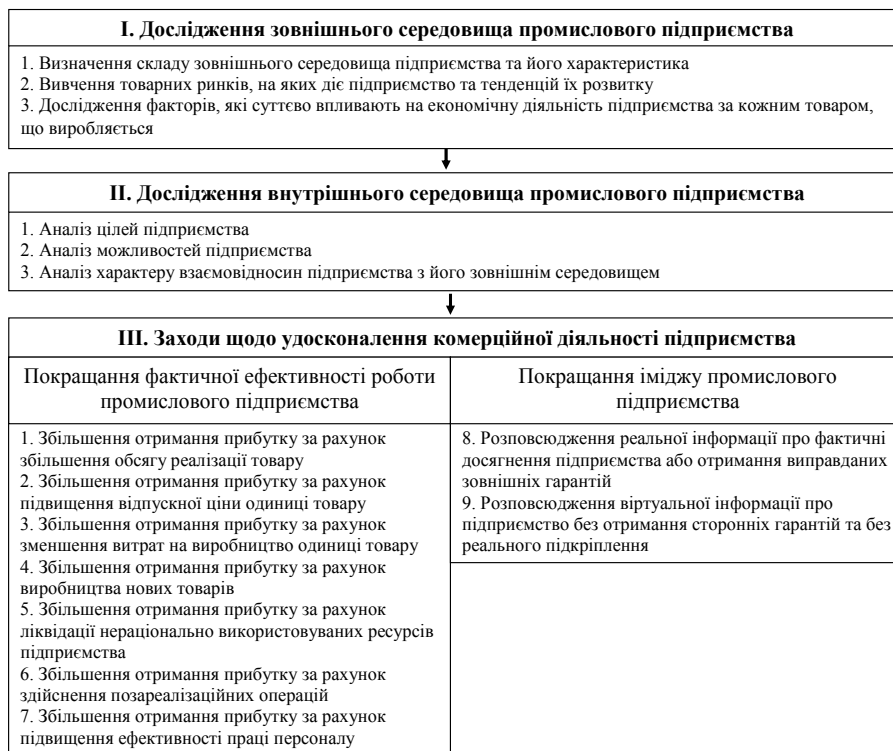 І. Дослідження зовнішнього середовища промислового підприємства
1. Визначення складу зовнішнього середовища підприємства та його характеристика
2. Вивчення товарних ринків, на яких діє підприємство та тенденцій їх розвитку
3. Дослідження факторів, які суттєво впливають на економічну діяльність підприємства за кожним товаром,
що виробляється
ІІ. Дослідження внутрішнього середовища промислового підприємства
1. Аналіз цілей підприємства
2. Аналіз можливостей підприємства
3. Аналіз характеру взаємовідносин підприємства з його зовнішнім середовищем
ІІІ. Заходи щодо удосконалення комерційної діяльності підприємства
Покращання фактичної ефективності роботи
промислового підприємства
1. Збільшення отримання прибутку за рахунок
збільшення обсягу реалізації товару
2. Збільшення отримання прибутку за рахунок
підвищення відпускної ціни одиниці товару
3. Збільшення отримання прибутку за рахунок
зменшення витрат на виробництво одиниці товару
4. Збільшення отримання прибутку за рахунок
виробництва нових товарів
5. Збільшення отримання прибутку за рахунок
ліквідації нераціонально використовуваних ресурсів
підприємства
6. Збільшення отримання прибутку за рахунок
здійснення позареалізаційних операцій
7. Збільшення отримання прибутку за рахунок
підвищення ефективності праці персоналу
Покращання іміджу промислового
підприємства
8. Розповсюдження реальної інформації про фактичні
досягнення підприємства або отримання виправданих
зовнішніх гарантій
9. Розповсюдження віртуальної інформації про
підприємство без отримання сторонніх гарантій та без
реального підкріплення